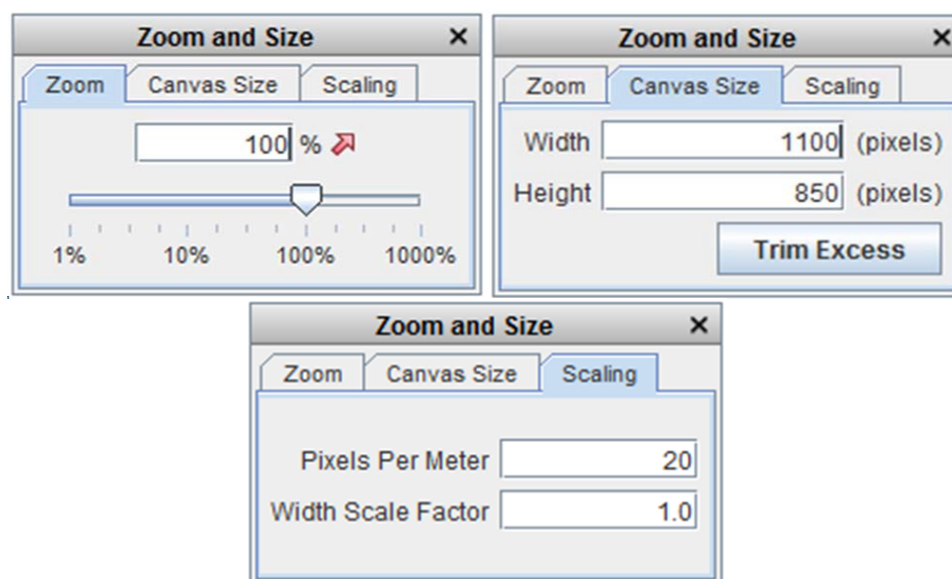 Zoom and Size ×
Zoom Canvas Size Scaling
100 %
1% 10% 100% 1000%
Zoom and Size ×
Zoom Canvas Size Scaling
Width 1100 (pixels)
Height 850 (pixels)
Trim Excess
Zoom and Size ×
Zoom Canvas Size Scaling
Pixels Per Meter 20
Width Scale Factor 1.0